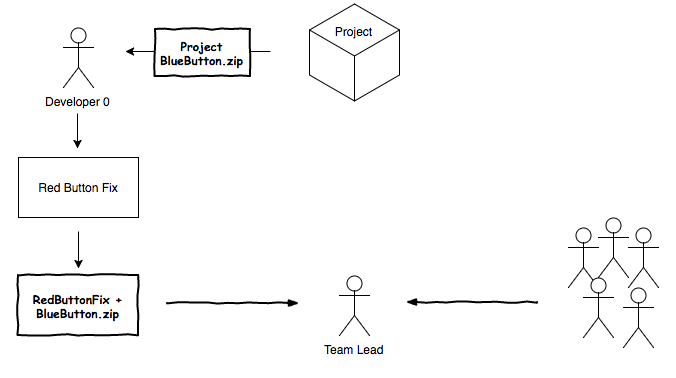 Project
BlueButton.zip
Project
Developer 0
Red Button Fix
RedButtonFix +
BlueButton.zip
Team Lead